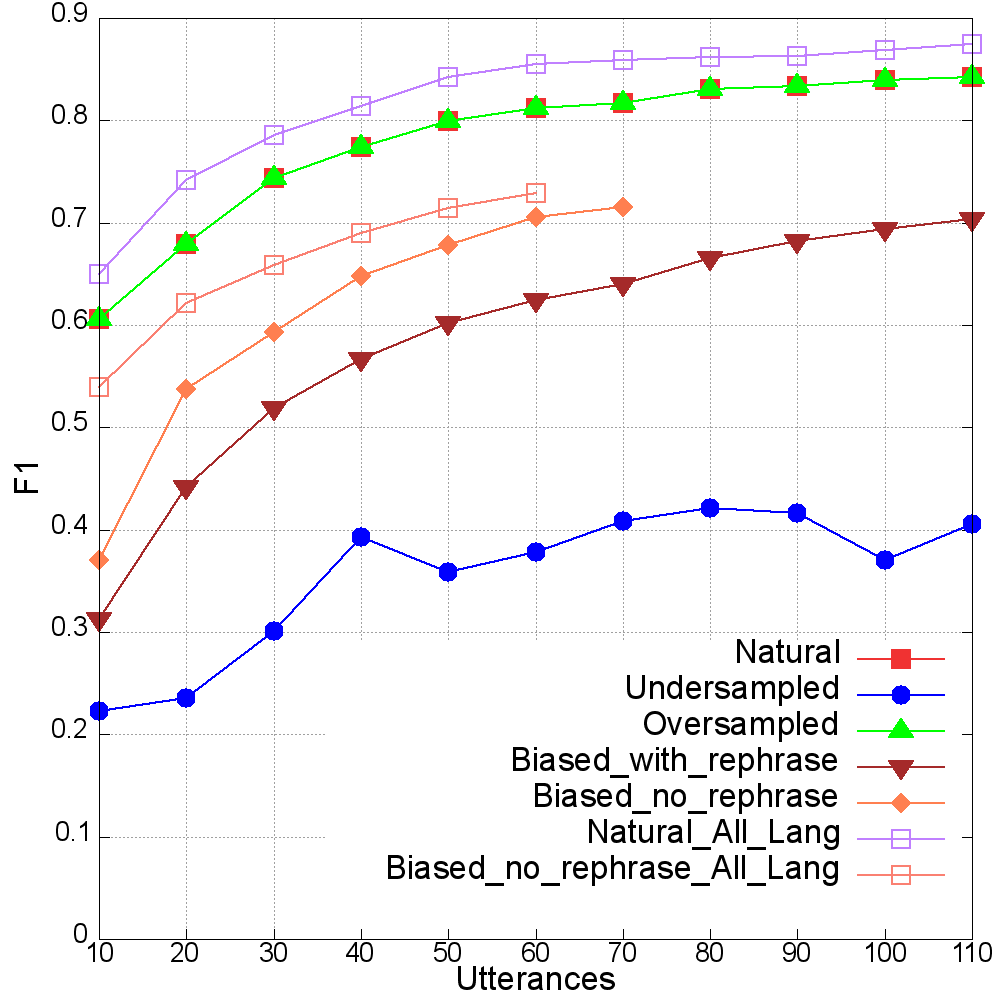 0.9
0.8
0.7
0.6
0.5
F1
0.4
0.3
Natural
Undersampled
Oversampled
0.2
Biased_with_rephrase
Biased_no_rephrase
Natural_All_Lang
0.1
Biased_no_rephrase_All_Lang
0
10 20 30 40 50 60 70 80 90 100 110
Utterances